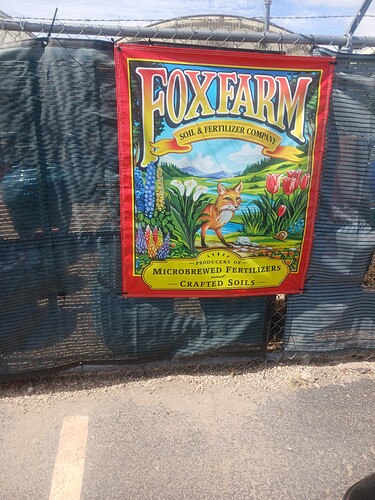 FOXFARM
SOIL & FERTILIZER COMPANY
PRODUCERS OF
MICROBREWED FERTILIZERS
and
CRAFTED SOILS